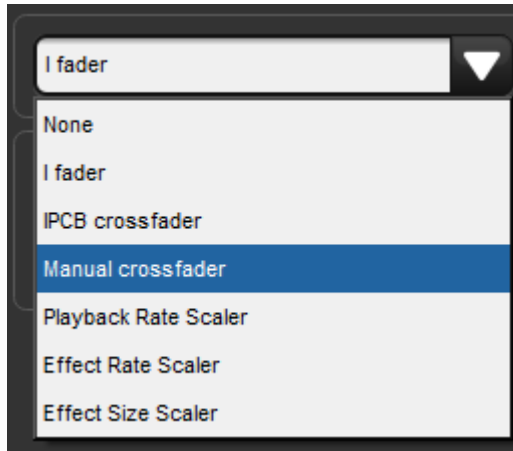 I fader
None
I fader
IPCB crossfader
Manual crossfader
Playback Rate Scaler
Effect Rate Scaler
Effect Size Scaler